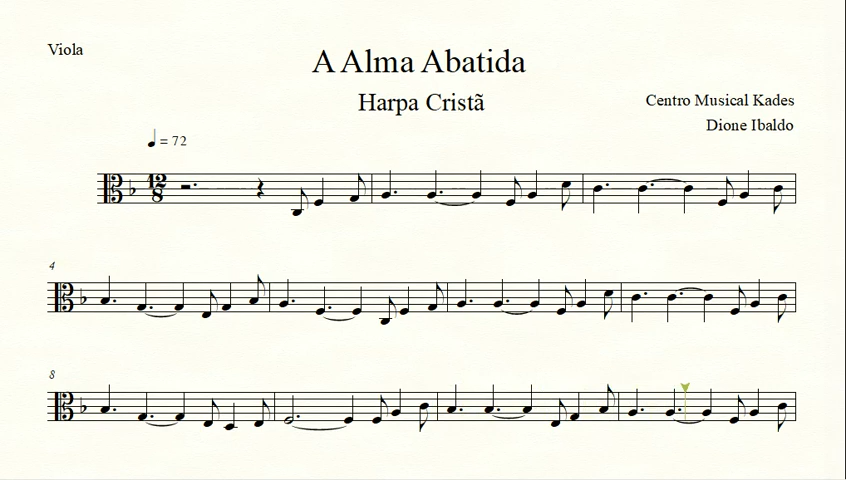 Viola
A Alma Abatida
Harpa Cristã
Centro Musical Kades
Dione Ibaldo
= 72
12
8
4
8